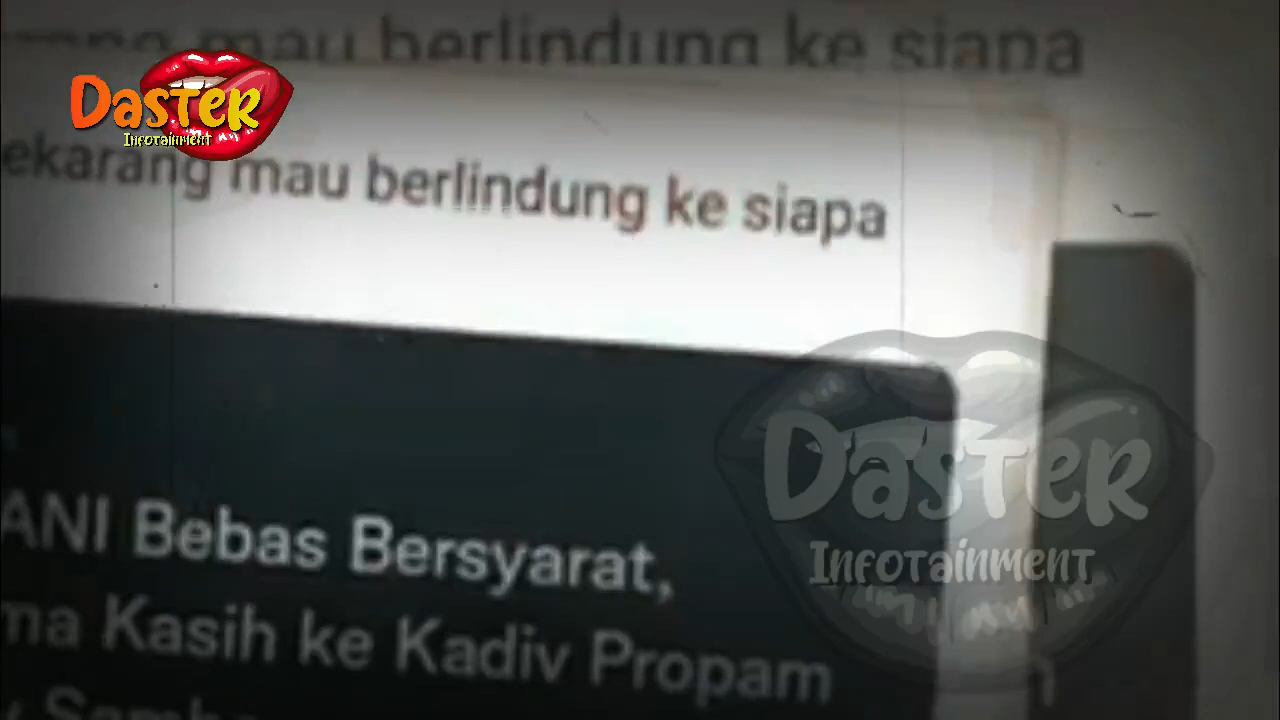 mau berlindung ke siapa
DASTER
INFOTAINMENT
ekarang mau berlindung ke siapa
DASTER
INFOTAINMENT
ANI Bebas Bersyarat,
ma Kasih ke Kadiv Propam